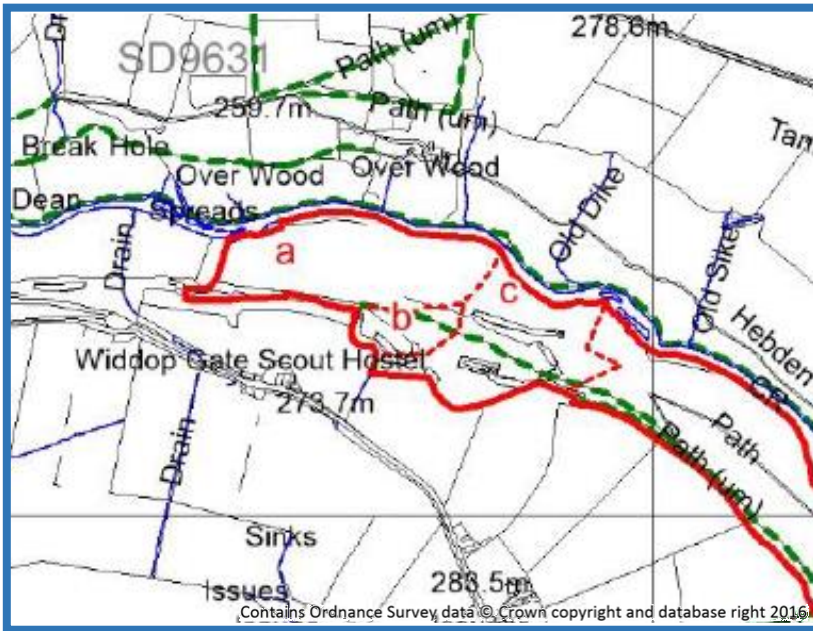 278.6m
SD9631
Path (um)
259.7m
Path (um)
Break Hole
Over Wood
Over Wood
Dean
Spreads
Drain
a
b
c
Old Dike
Old Sike
Hebden
CR
Widdop Gate Scout Hostel
273.7m
Path
Path (um)
Drain
Sinks
Issues
283.5m
Contains Ordnance Survey data © Crown copyright and database right 2016